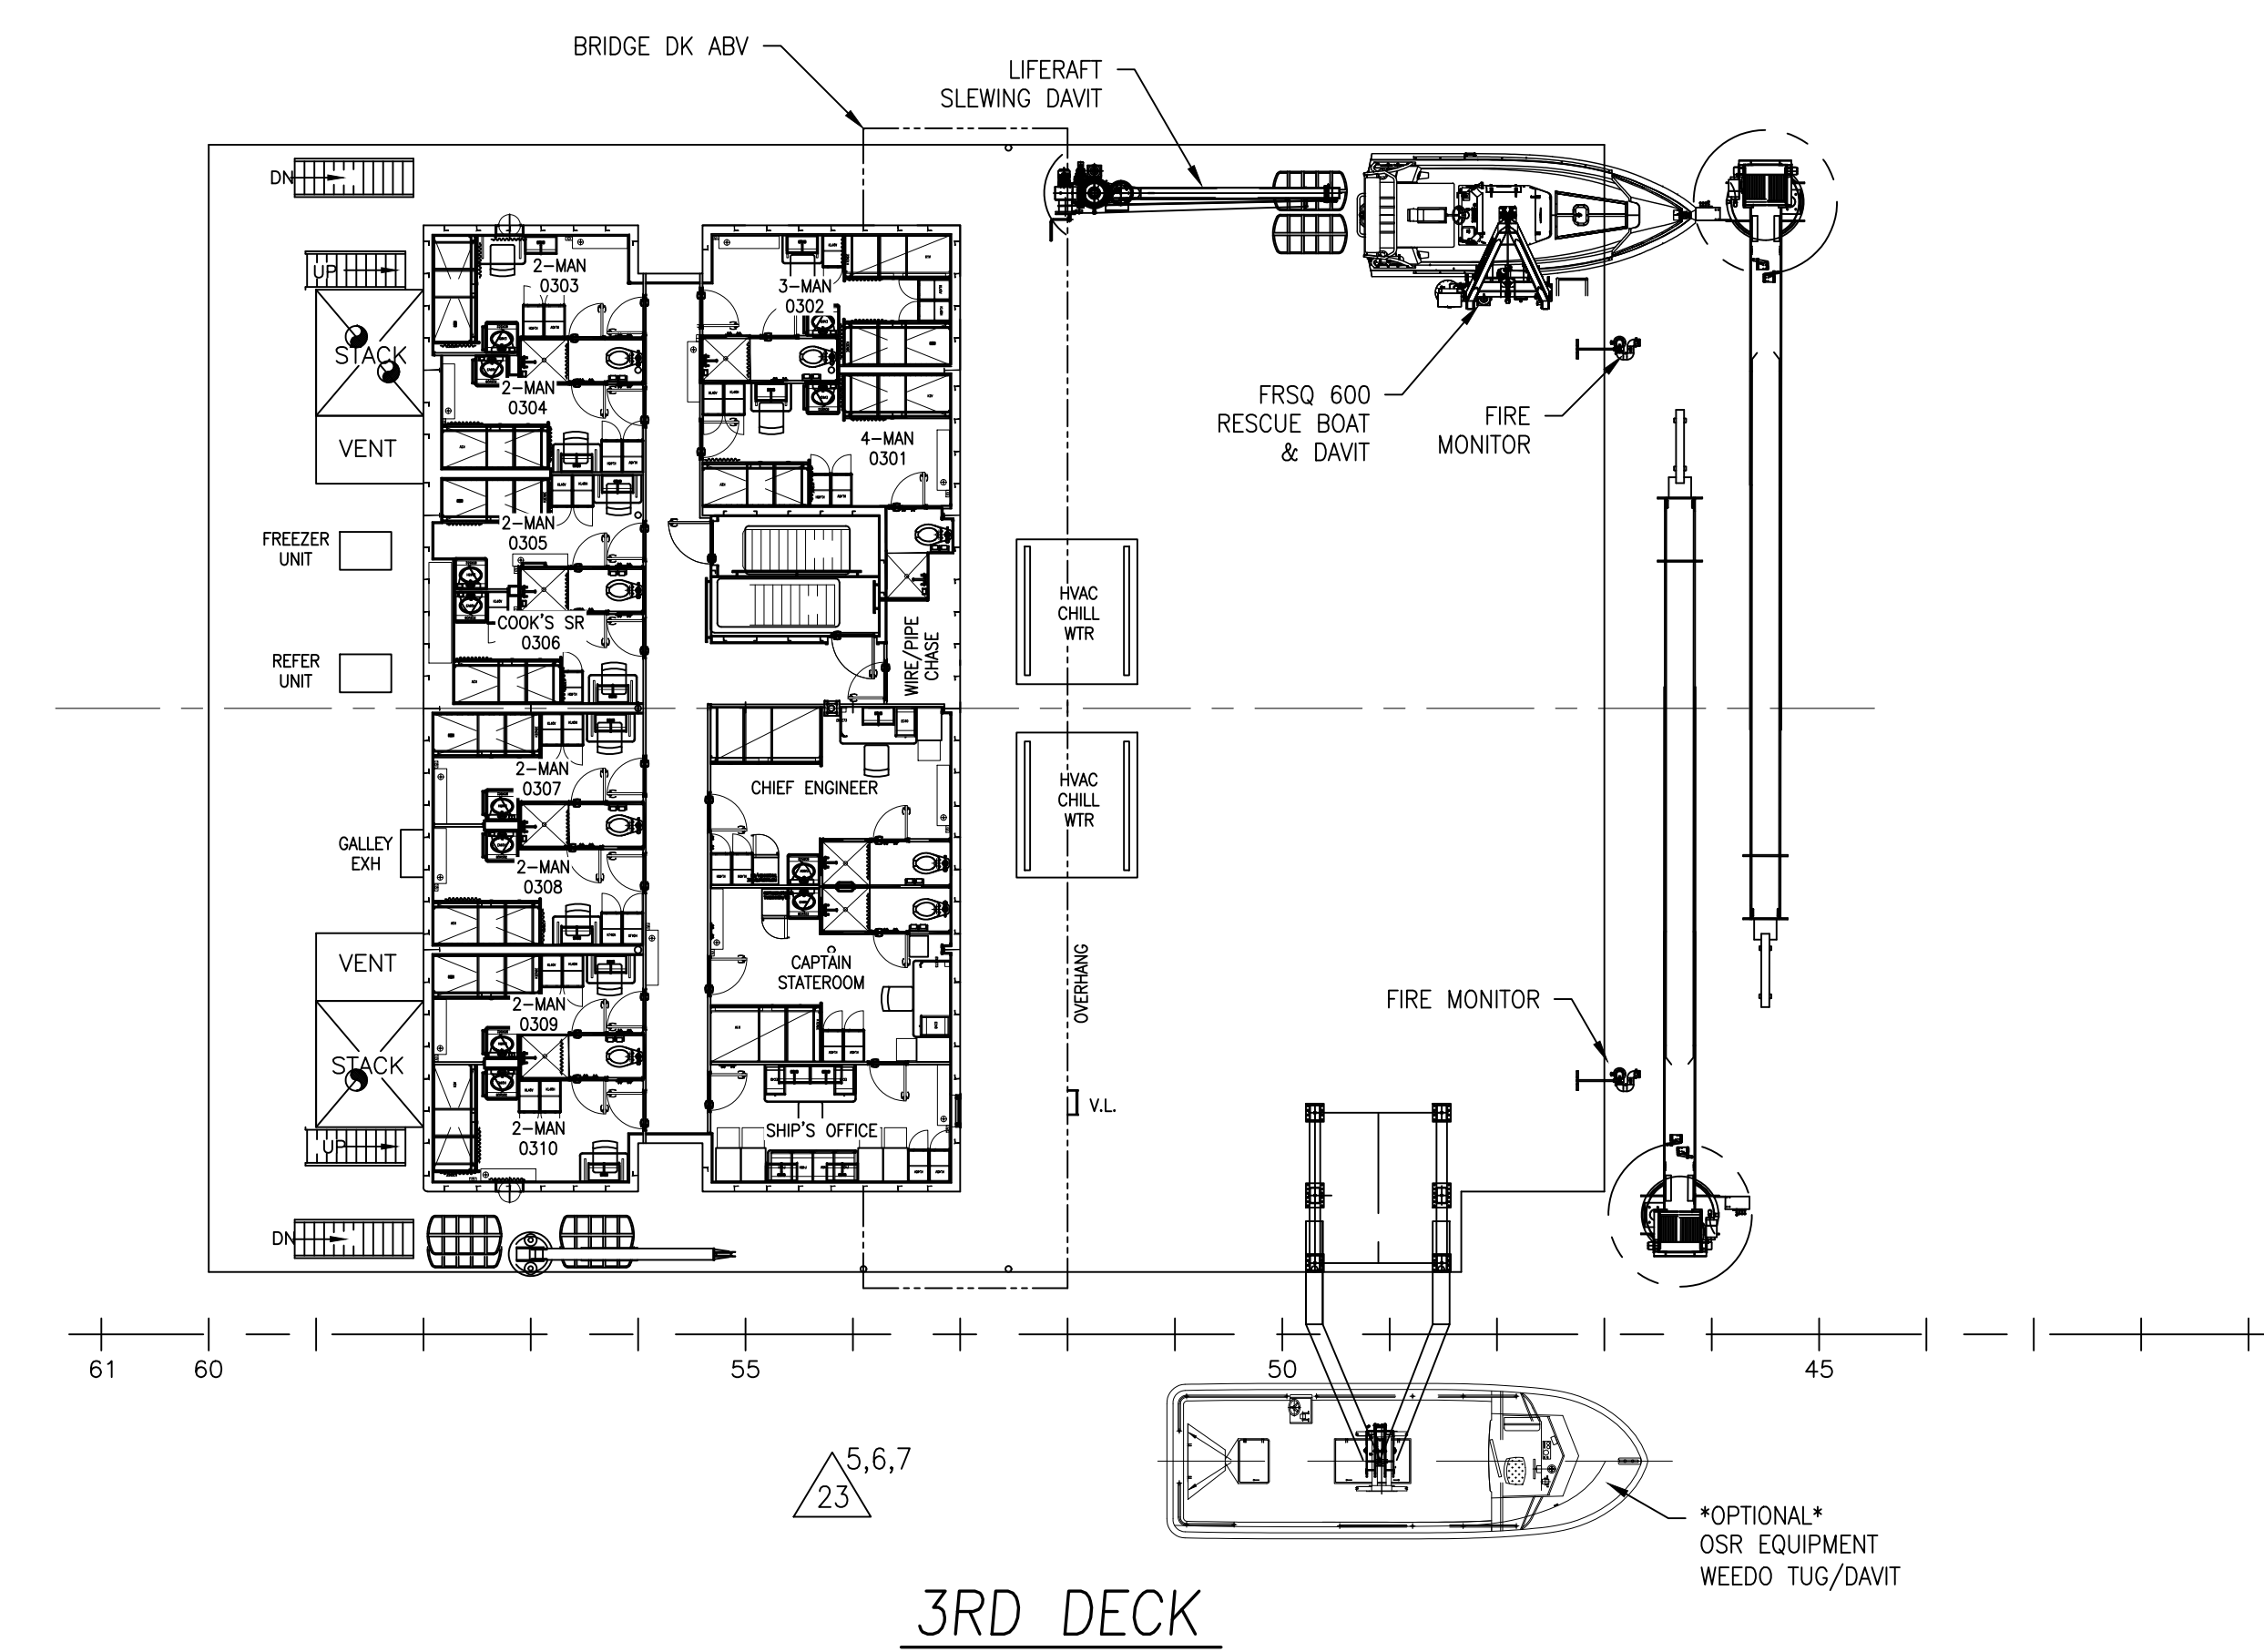 BRIDGE DK ABV
LIFERAFT
SLEWING DAVIT
DN
UP
2-MAN
0303
3-MAN
0302
STACK
2-MAN
0304
VENT
4-MAN
0301
FRSQ 600
RESCUE BOAT
& DAVIT
FIRE
MONITOR
FREEZER
UNIT
2-MAN
0305
HVAC
CHILL
WTR
COOK'S SR
0306
WIRE/PIPE
CHASE
REFER
UNIT
2-MAN
0307
CHIEF ENGINEER
HVAC
CHILL
WTR
GALLEY
EXH
2-MAN
0308
VENT
CAPTAIN
STATEROOM
OVERHANG
FIRE MONITOR
2-MAN
0309
STACK
V.L.
2-MAN
0310
SHIP'S OFFICE
UP
DN
61
60
55
50
45
5,6,7
23
*OPTIONAL*
OSR EQUIPMENT
WEEDO TUG/DAVIT
3RD DECK